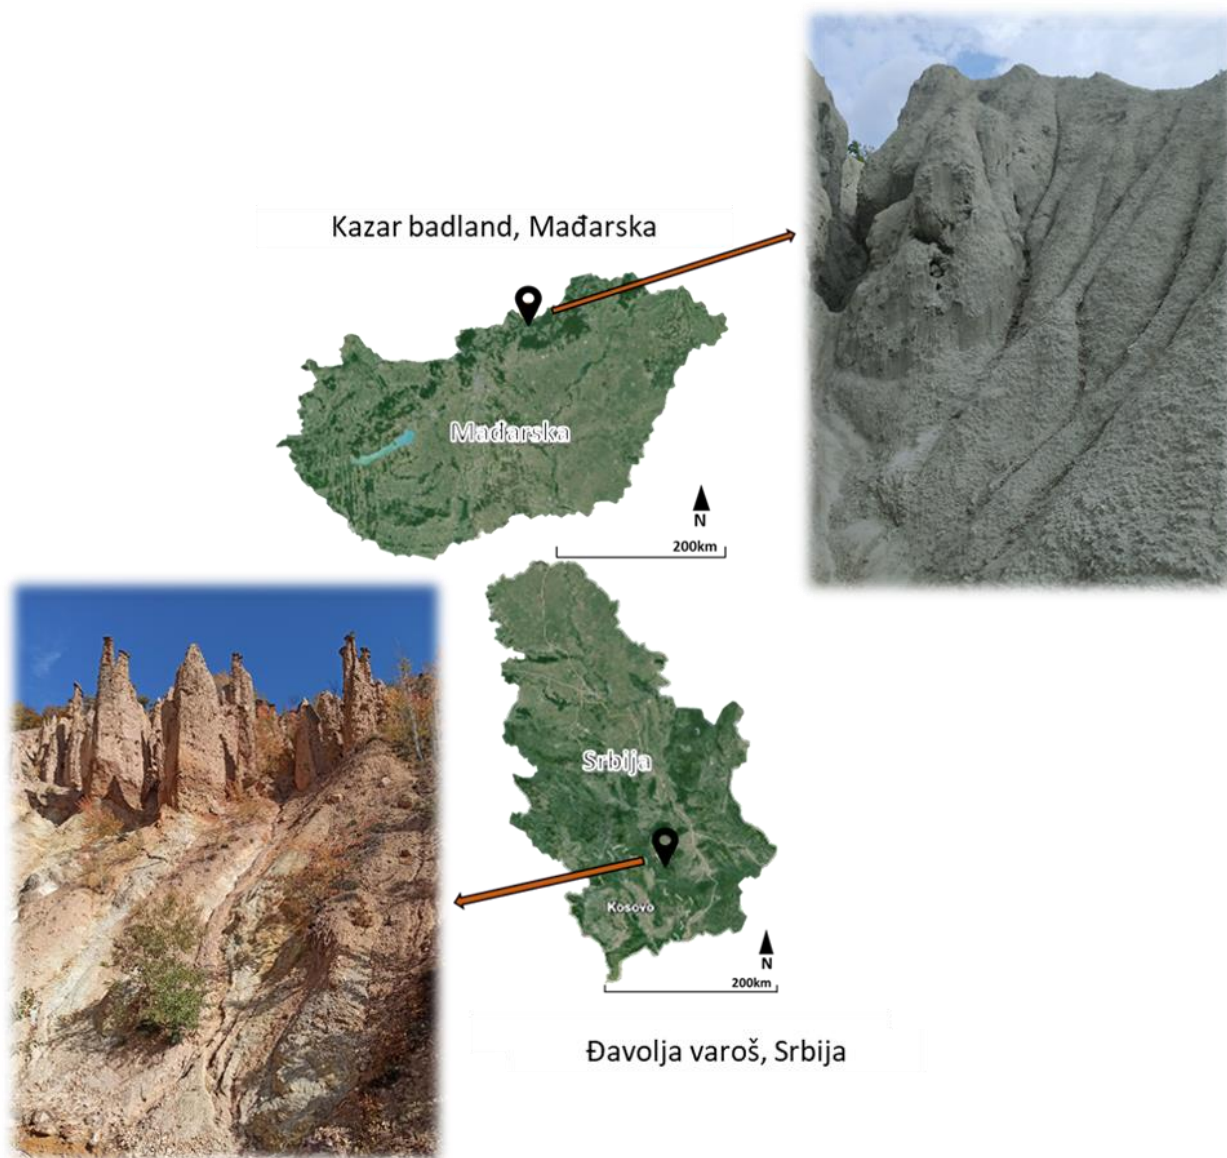 Kazar badland, Mađarska
Mađarska
N
200km
Srbija
Kosovo
N
200km
Đavolja varoš, Srbija